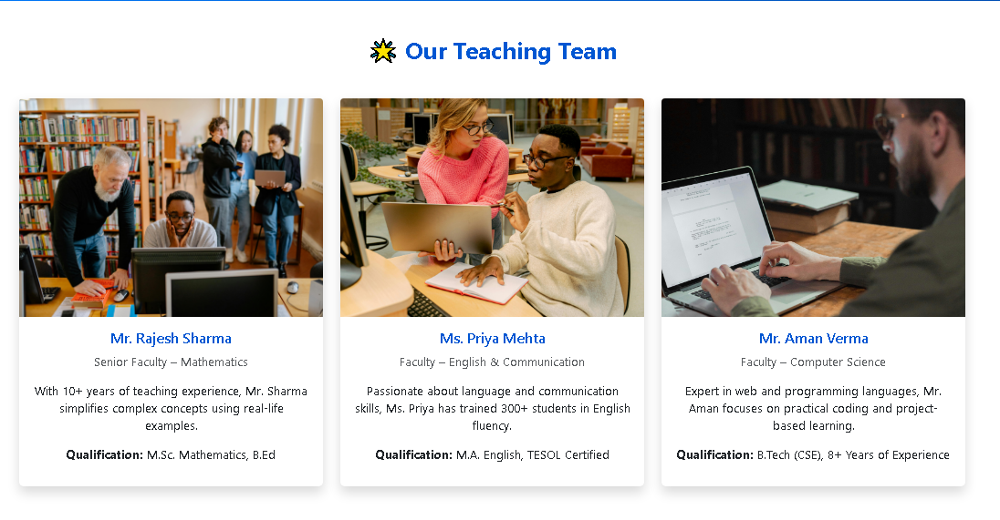 🌟 Our Teaching Team
Mr. Rajesh Sharma
Senior Faculty – Mathematics
With 10+ years of teaching experience, Mr. Sharma
simplifies complex concepts using real-life
examples.
Qualification: M.Sc. Mathematics, B.Ed
Ms. Priya Mehta
Faculty – English & Communication
Passionate about language and communication
skills, Ms. Priya has trained 300+ students in English
fluency.
Qualification: M.A. English, TESOL Certified
Mr. Aman Verma
Faculty – Computer Science
Expert in web and programming languages, Mr.
Aman focuses on practical coding and project-
based learning.
Qualification: B.Tech (CSE), 8+ Years of Experience